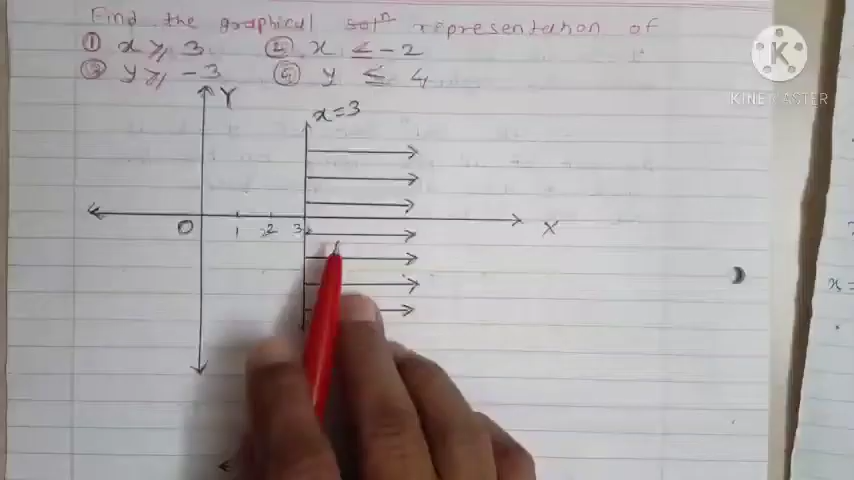 Find the graphical solⁿ representation of
① x ≥ 3 ② x ≤ -2
③ y ≥ -3 ④ y ≤ 4
K
KINEMASTER
Y
x=3
O 1 2 3 X
x=